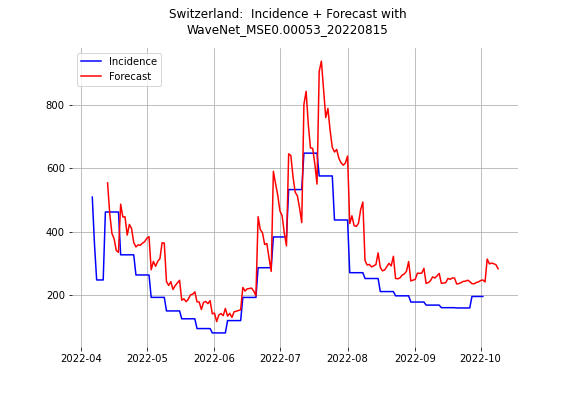 Switzerland:  Incidence + Forecast with
WaveNet_MSE0.00053_20220815
Incidence
Forecast
800
600
400
200
2022-04
2022-05
2022-06
2022-07
2022-08
2022-09
2022-10